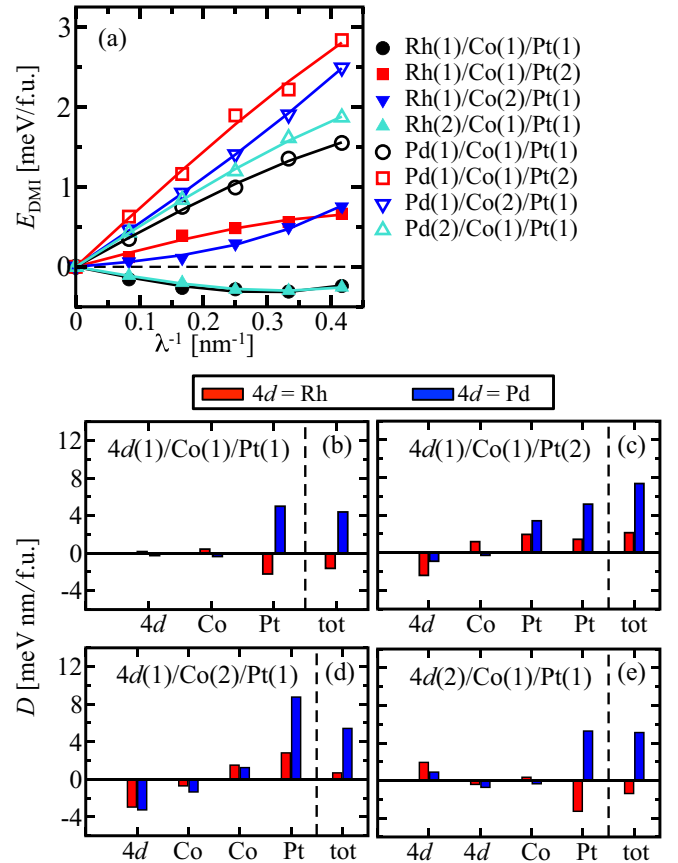 (a)
E_DMI [meV/f.u.]
3
2
1
0
0 0.1 0.2 0.3 0.4
λ⁻¹ [nm⁻¹]
Rh(1)/Co(1)/Pt(1)
Rh(1)/Co(1)/Pt(2)
Rh(1)/Co(2)/Pt(1)
Rh(2)/Co(1)/Pt(1)
Pd(1)/Co(1)/Pt(1)
Pd(1)/Co(1)/Pt(2)
Pd(1)/Co(2)/Pt(1)
Pd(2)/Co(1)/Pt(1)
4d = Rh 4d = Pd
D [meV nm/f.u.]
4d(1)/Co(1)/Pt(1) (b)
12
8
4
0
-4
4d Co Pt tot
4d(1)/Co(1)/Pt(2) (c)
4d Co Pt Pt tot
4d(1)/Co(2)/Pt(1) (d)
12
8
4
0
-4
4d Co Co Pt tot
4d(2)/Co(1)/Pt(1) (e)
4d 4d Co Pt tot